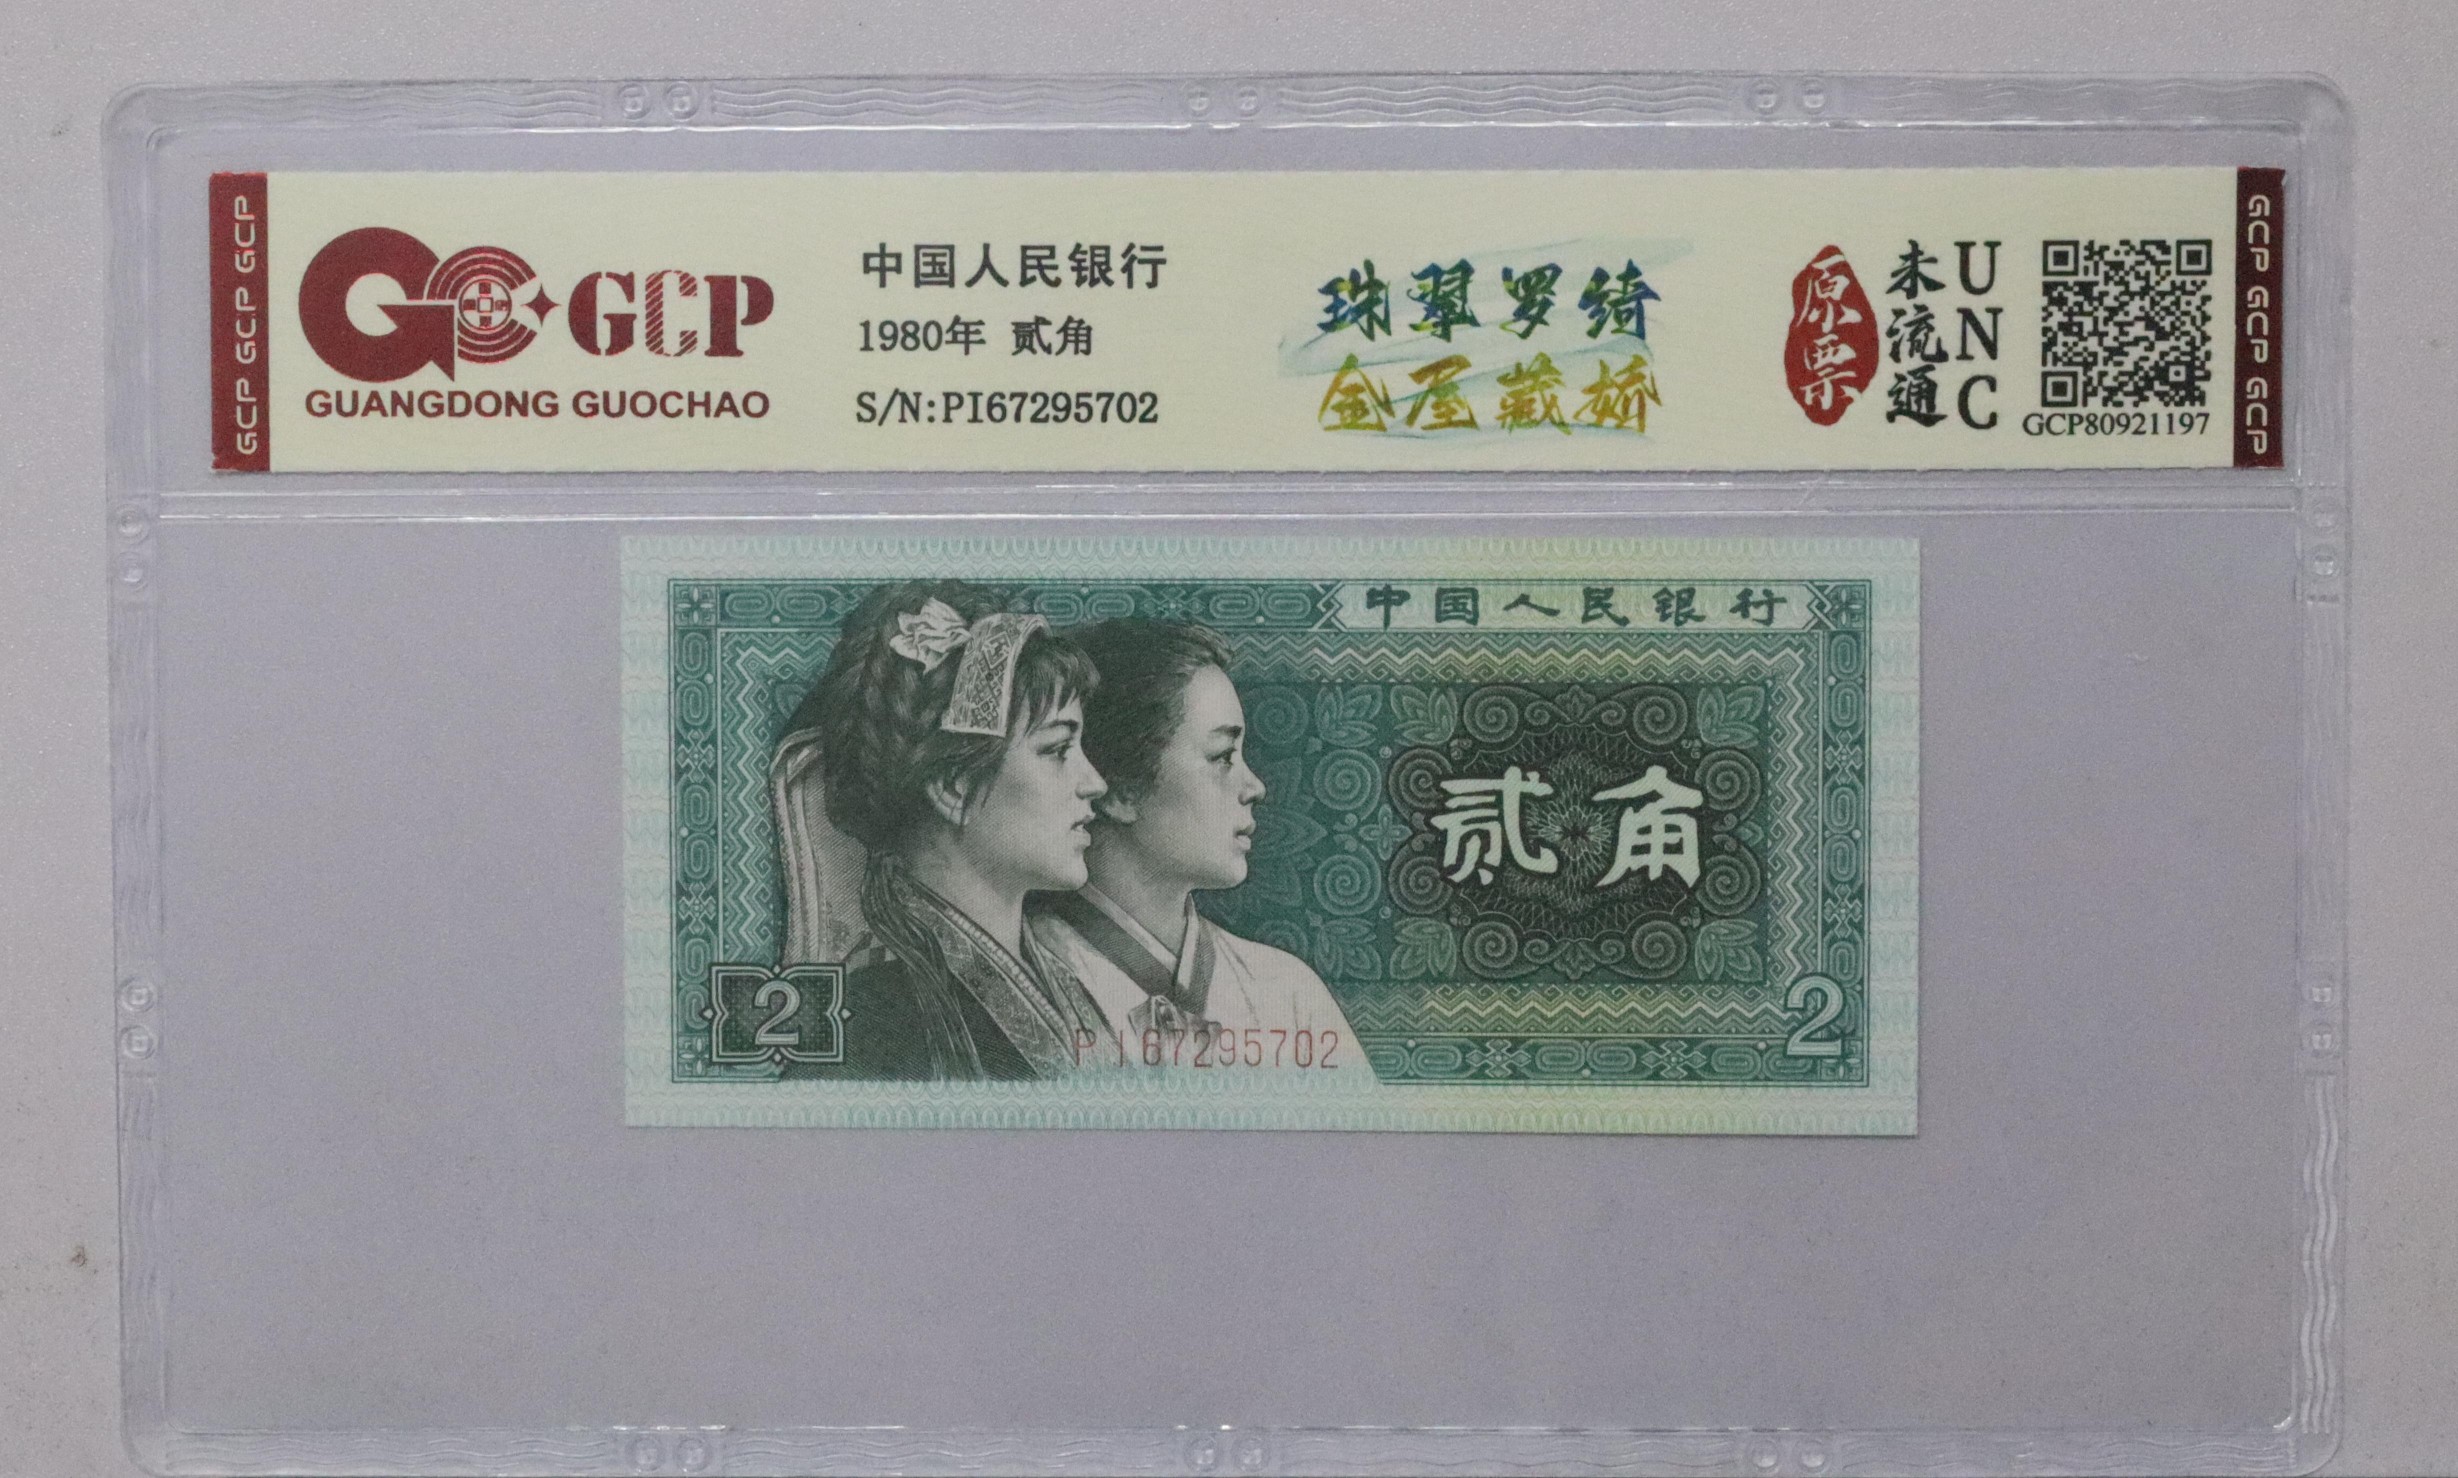 GCP GCP GCP
GCP
GUANGDONG GUOCHAO
中国人民银行
1980年 贰角
S/N:PI67295702
珠翠罗绮
金屋藏娇
原票
未流通
UNC
GCP80921197
GCP GCP GCP
中国人民银行
贰角
2
PI67295702
2